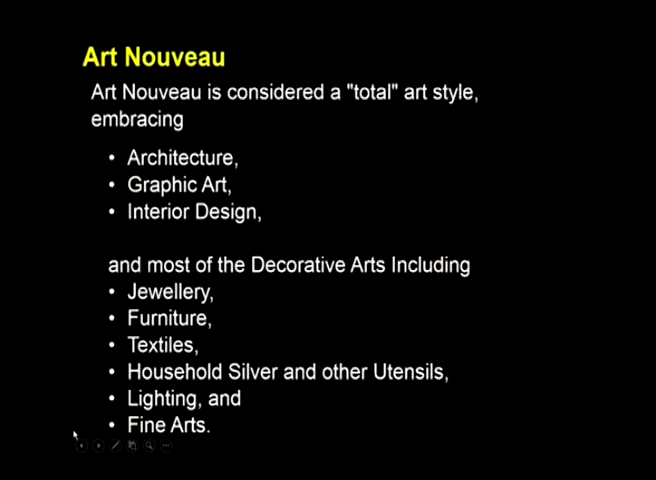 Art Nouveau
Art Nouveau is considered a "total" art style,
embracing
• Architecture,
• Graphic Art,
• Interior Design,
and most of the Decorative Arts Including
• Jewellery,
• Furniture,
• Textiles,
• Household Silver and other Utensils,
• Lighting, and
• Fine Arts.